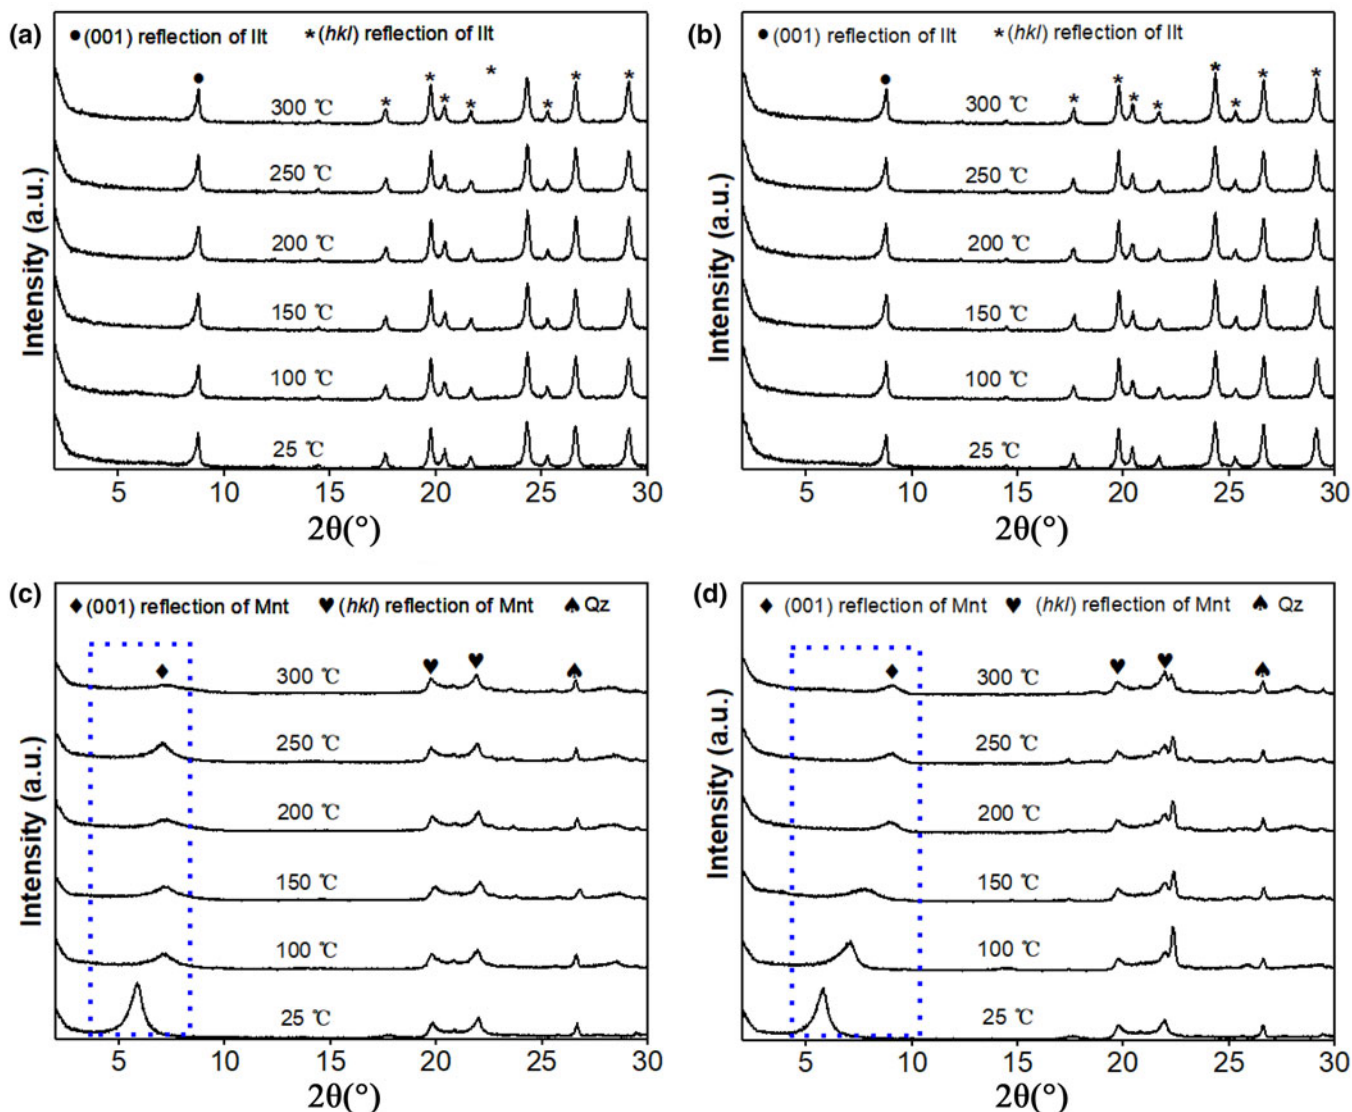 (a)
● (001) reflection of Ilt * (hkl) reflection of Ilt
300 ℃
250 ℃
200 ℃
150 ℃
100 ℃
25 ℃
Intensity (a.u.)
5 10 15 20 25 30
2θ(°)
(b)
● (001) reflection of Ilt * (hkl) reflection of Ilt
300 ℃
250 ℃
200 ℃
150 ℃
100 ℃
25 ℃
Intensity (a.u.)
5 10 15 20 25 30
2θ(°)
(c)
♦ (001) reflection of Mnt ♥ (hkl) reflection of Mnt ♠ Qz
300 ℃
250 ℃
200 ℃
150 ℃
100 ℃
25 ℃
Intensity (a.u.)
5 10 15 20 25 30
2θ(°)
(d)
♦ (001) reflection of Mnt ♥ (hkl) reflection of Mnt ♠ Qz
300 ℃
250 ℃
200 ℃
150 ℃
100 ℃
25 ℃
Intensity (a.u.)
5 10 15 20 25 30
2θ(°)